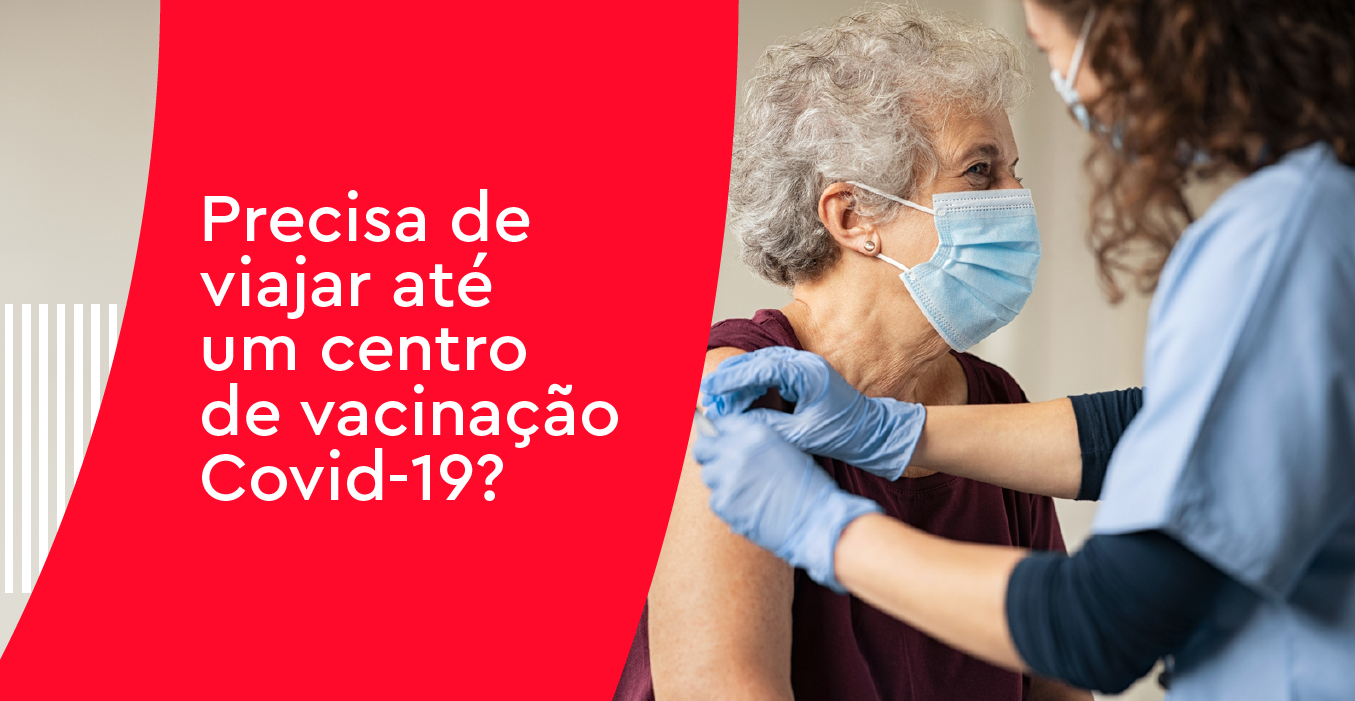 Precisa de
viajar até
um centro
de vacinação
Covid-19?